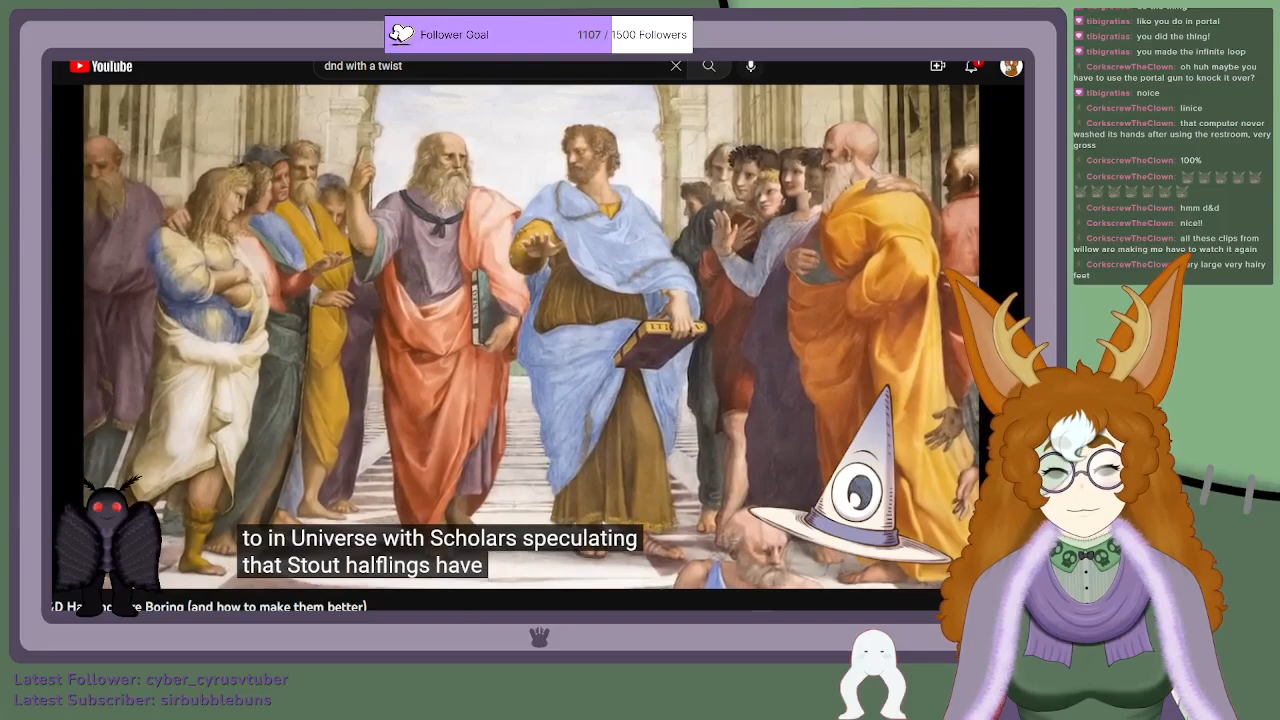 Follower Goal 1107 / 1500 Followers
YouTube
dnd with a twist
to in Universe with Scholars speculating
that Stout halflings have
Boring (and how to make them better)
Latest Follower: cyber_cyrusvtuber
Latest Subscriber: sirbubblebuns
tibigratias: like you do in portal
tibigratias: you did the thing!
tibigratias: you made the infinite loop
CorkscrewTheClown: oh huh maybe you
have to use the portal gun to knock it over?
tibigratias: noice
CorkscrewTheClown: linice
CorkscrewTheClown: that computer never
washed its hands after using the restroom, very
gross
CorkscrewTheClown: 100%
CorkscrewTheClown:
CorkscrewTheClown: hmm d&d
CorkscrewTheClown: nice!!
CorkscrewTheClown: all these clips from
willow are making me have to watch it again
CorkscrewTheClown: large very hairy
feet